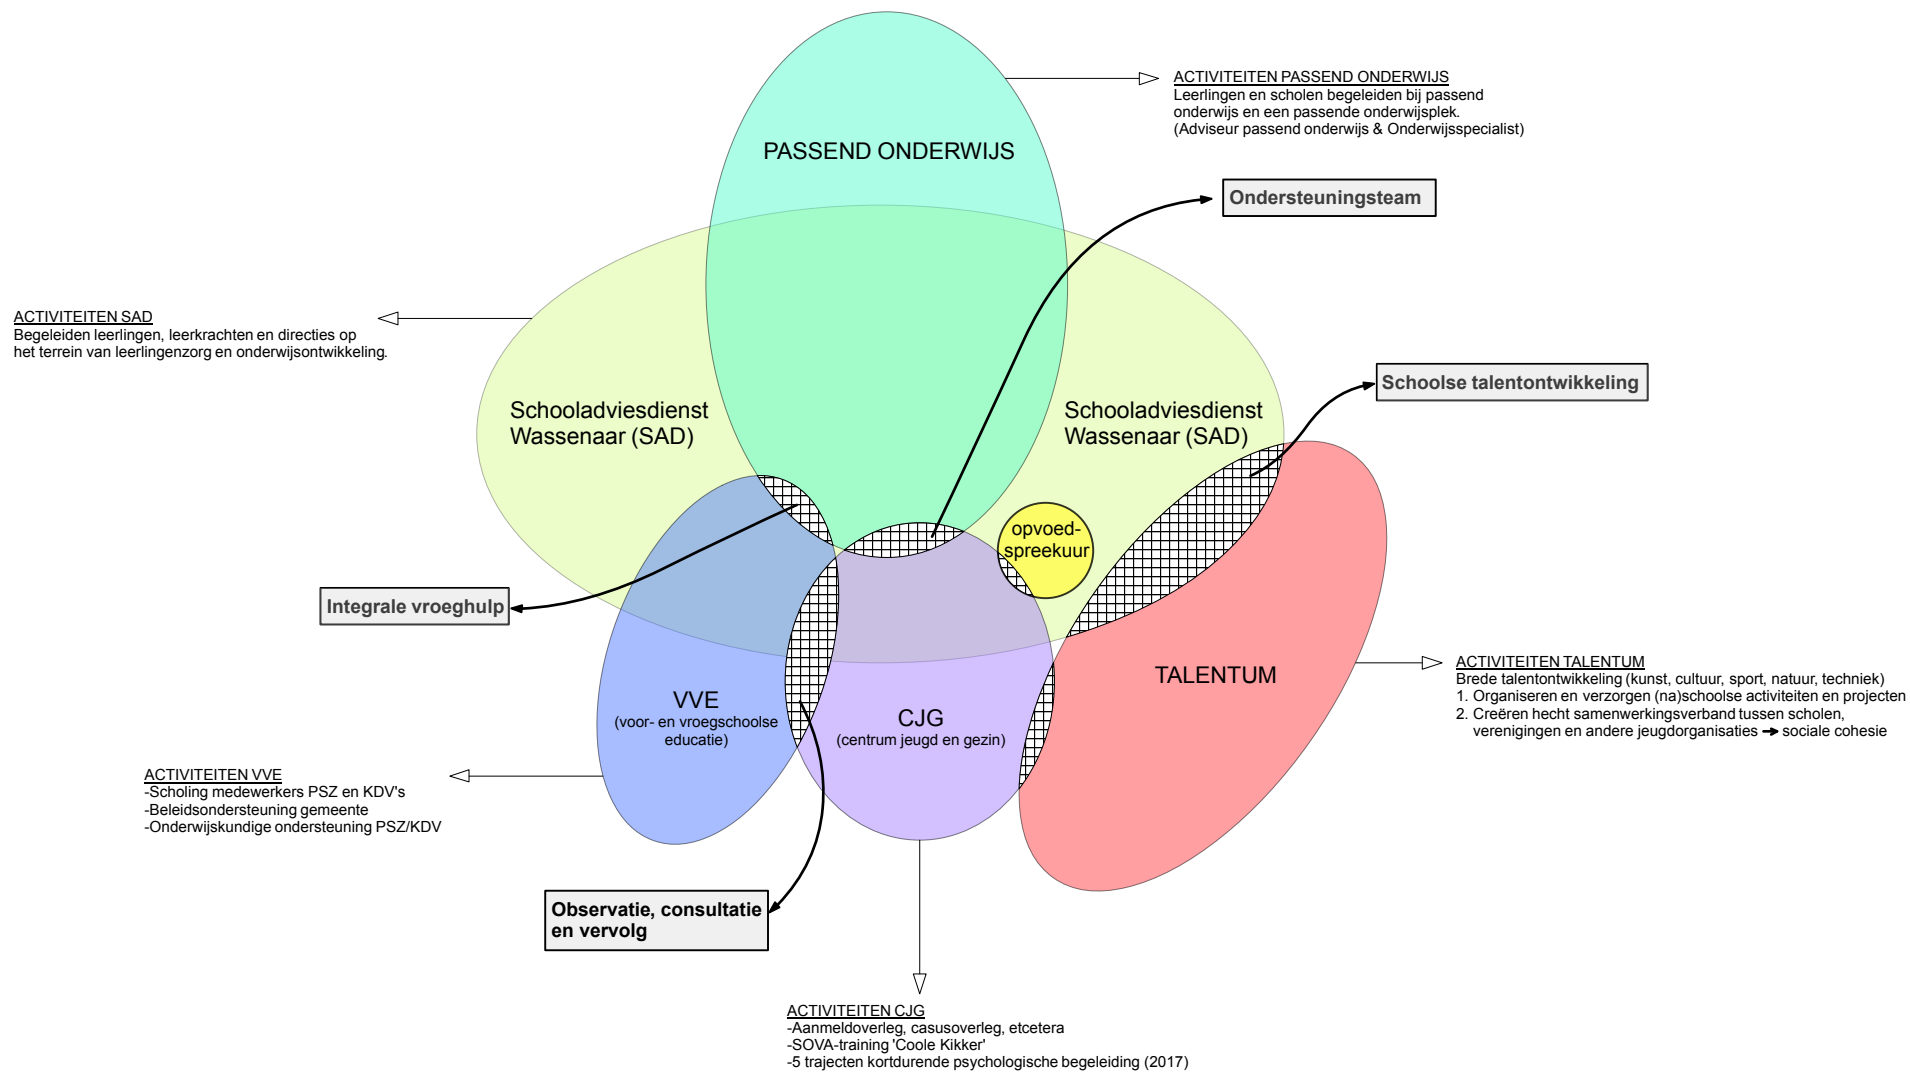 ACTIVITEITEN PASSEND ONDERWIJS
Leerlingen en scholen begeleiden bij passend
onderwijs en een passende onderwijsplek.
(Adviseur passend onderwijs & Onderwijsspecialist)
PASSEND ONDERWIJS
Ondersteuningsteam
ACTIVITEITEN SAD
Begeleiden leerlingen, leerkrachten en directies op
het terrein van leerlingenzorg en onderwijsontwikkeling.
Schoolse talentontwikkeling
Schooladviesdienst
Wassenaar (SAD)
Schooladviesdienst
Wassenaar (SAD)
opvoed-
spreekuur
Integrale vroeghulp
TALENTUM
ACTIVITEITEN TALENTUM
Brede talentontwikkeling (kunst, cultuur, sport, natuur, techniek)
1. Organiseren en verzorgen (na)schoolse activiteiten en projecten
2. Creëren hecht samenwerkingsverband tussen scholen,
verenigingen en andere jeugdorganisaties ➔ sociale cohesie
VVE
(voor- en vroegschoolse
educatie)
CJG
(centrum jeugd en gezin)
ACTIVITEITEN VVE
-Scholing medewerkers PSZ en KDV's
-Beleidsondersteuning gemeente
-Onderwijskundige ondersteuning PSZ/KDV
Observatie, consultatie
en vervolg
ACTIVITEITEN CJG
-Aanmeldoverleg, casusoverleg, etcetera
-SOVA-training 'Coole Kikker'
-5 trajecten kortdurende psychologische begeleiding (2017)